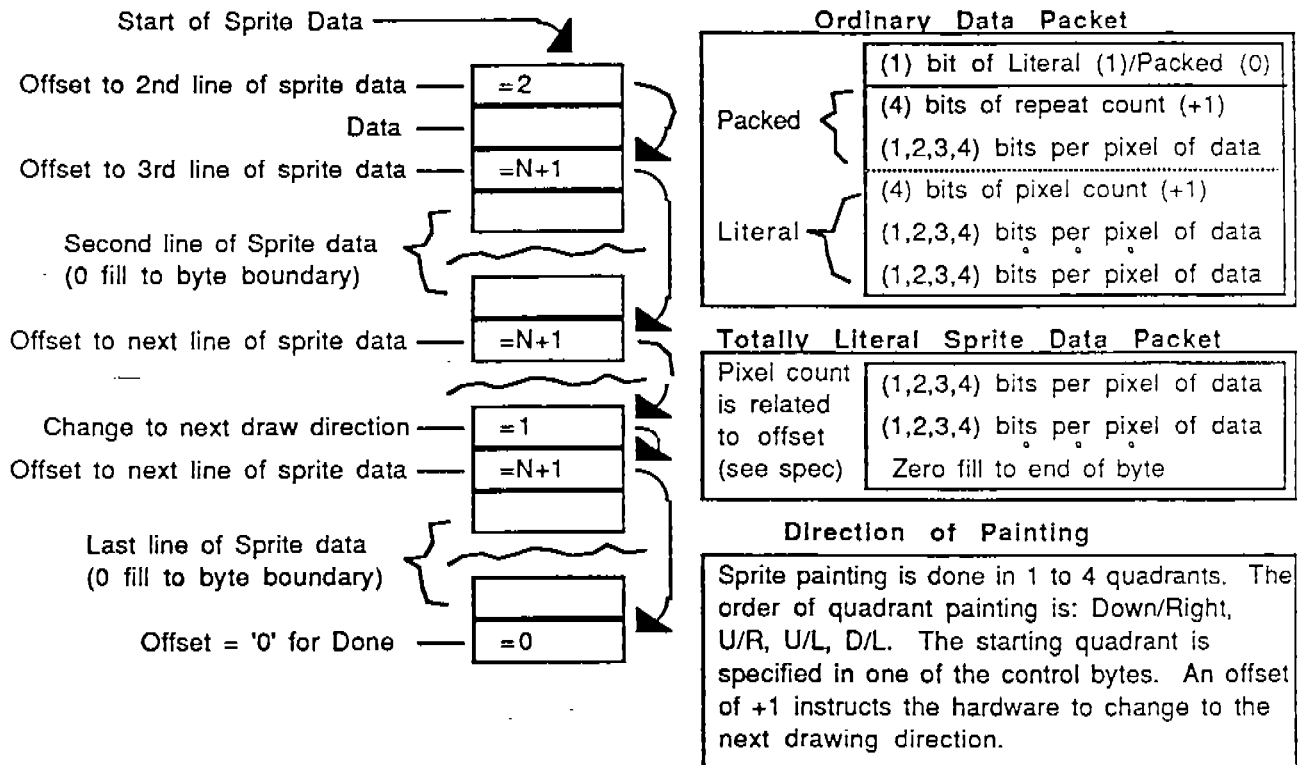 Start of Sprite Data
Offset to 2nd line of sprite data
=2
Data
Offset to 3rd line of sprite data
=N+1
Second line of Sprite data
(0 fill to byte boundary)
Offset to next line of sprite data
=N+1
Change to next draw direction
=1
Offset to next line of sprite data
=N+1
Last line of Sprite data
(0 fill to byte boundary)
Offset = '0' for Done
=0
Ordinary Data Packet
(1) bit of Literal (1)/Packed (0)
Packed
(4) bits of repeat count (+1)
(1,2,3,4) bits per pixel of data
Literal
(4) bits of pixel count (+1)
(1,2,3,4) bits per pixel of data
(1,2,3,4) bits per pixel of data
Totally Literal Sprite Data Packet
Pixel count
is related
to offset
(see spec)
(1,2,3,4) bits per pixel of data
(1,2,3,4) bits per pixel of data
Zero fill to end of byte
Direction of Painting
Sprite painting is done in 1 to 4 quadrants. The
order of quadrant painting is: Down/Right,
U/R, U/L, D/L. The starting quadrant is
specified in one of the control bytes. An offset
of +1 instructs the hardware to change to the
next drawing direction.